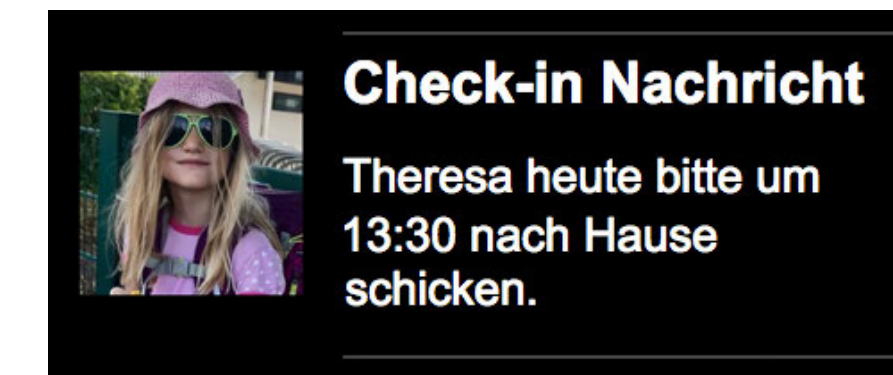 Check-in Nachricht
Theresa heute bitte um
13:30 nach Hause
schicken.